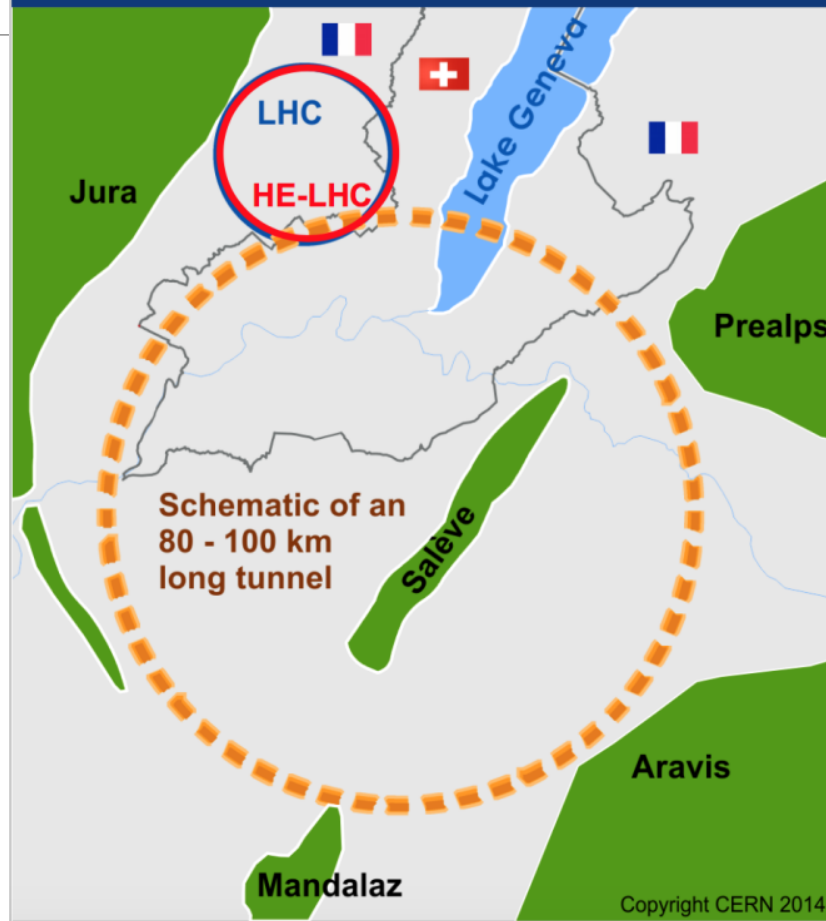 LHC
Lake Geneva
Jura
HE-LHC
Prealps
Schematic of an
80 - 100 km
long tunnel
Salève
Aravis
Mandalaz
Copyright CERN 2014